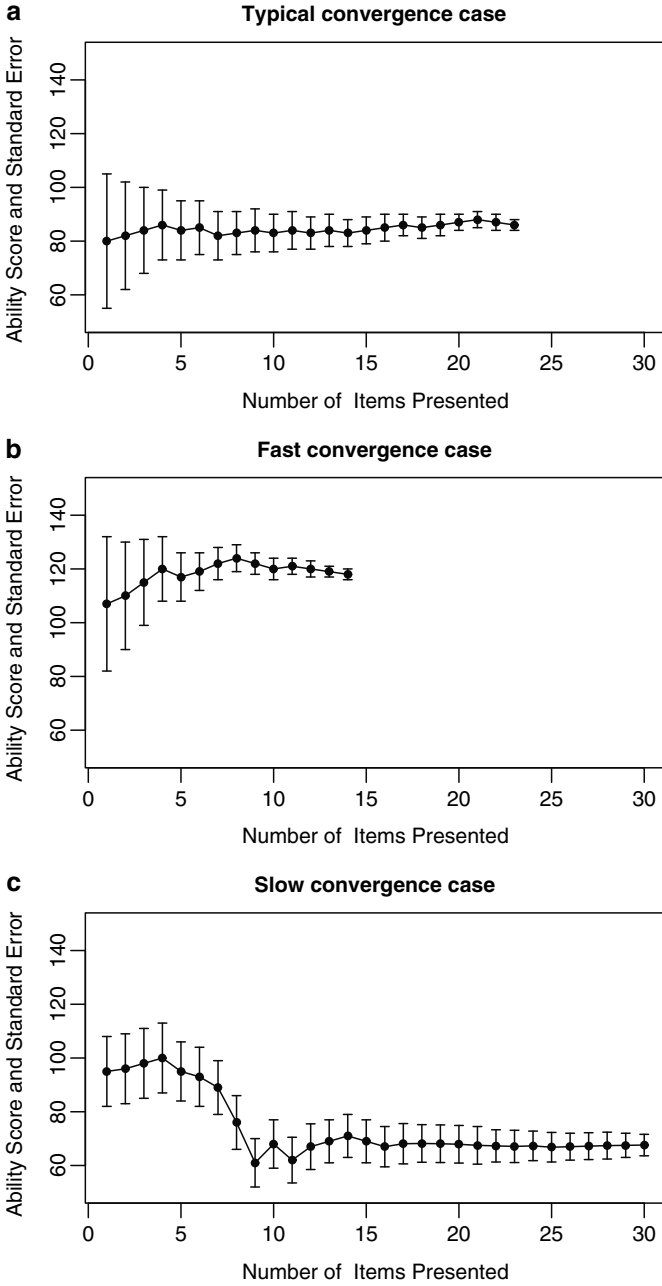 a
Typical convergence case
Ability Score and Standard Error
140
120
100
80
60
0 5 10 15 20 25 30
Number of Items Presented
b
Fast convergence case
Ability Score and Standard Error
140
120
100
80
60
0 5 10 15 20 25 30
Number of Items Presented
c
Slow convergence case
Ability Score and Standard Error
140
120
100
80
60
0 5 10 15 20 25 30
Number of Items Presented